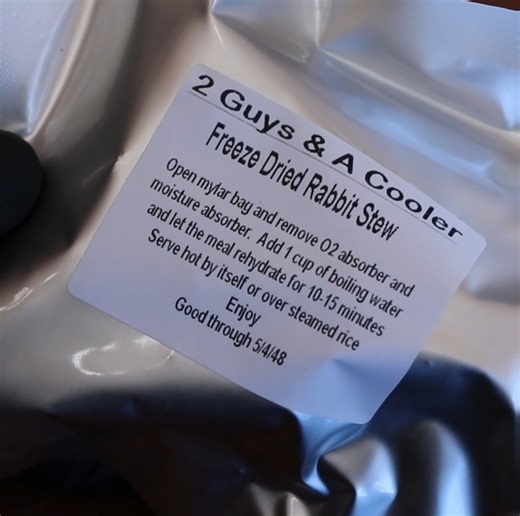 2 Guys & A Cooler
Freeze Dried Rabbit Stew
Open mylar bag and remove O2 absorber and
moisture absorber. Add 1 cup of boiling water
and let the meal rehydrate for 10-15 minutes
Serve hot by itself or over steamed rice
Enjoy
Good through 5/4/48